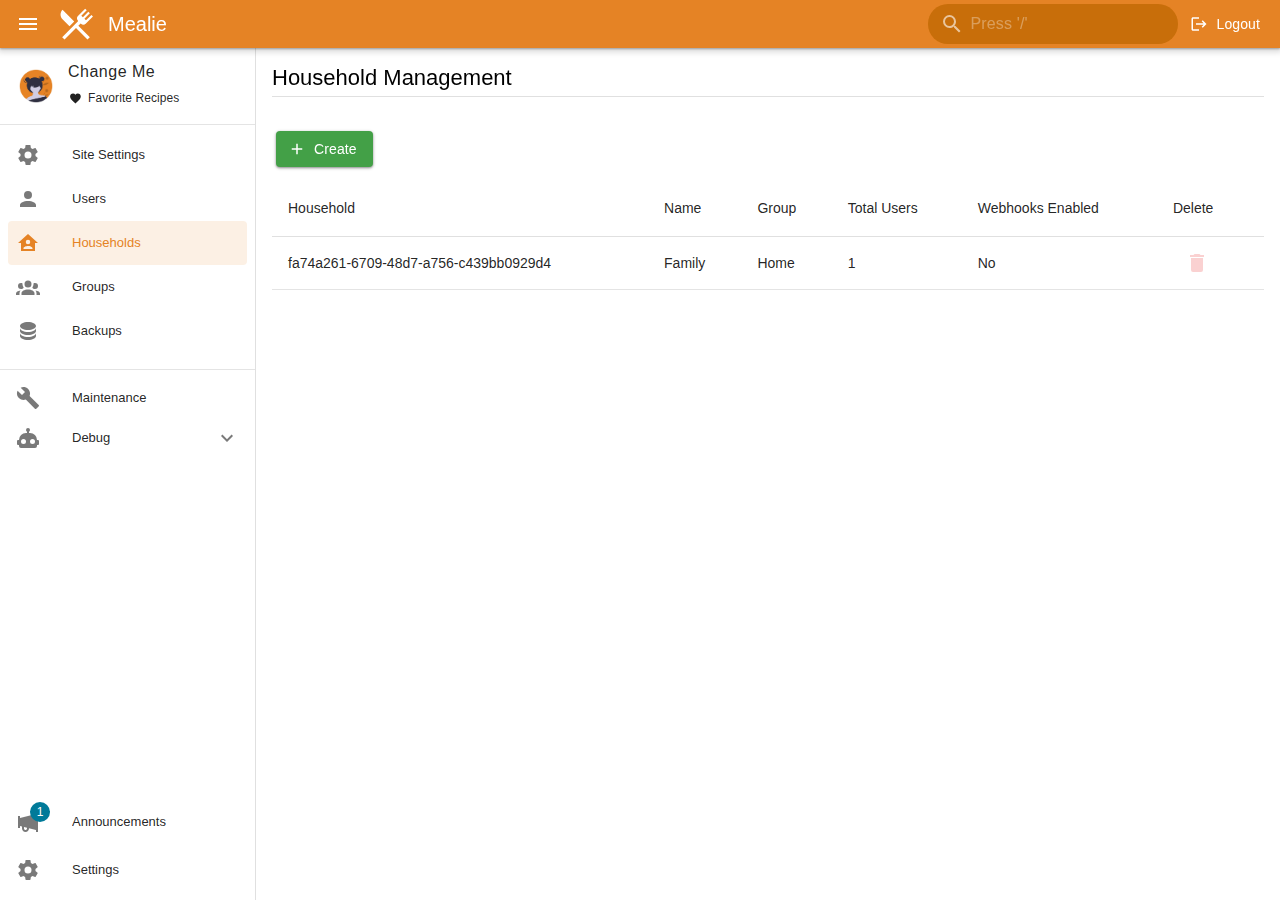 Mealie
Press '/'
Logout
Change Me
Favorite Recipes
Site Settings
Users
Households
Groups
Backups
Maintenance
Debug
1
Announcements
Settings
Household Management
Create
Household Name Group Total Users Webhooks Enabled Delete
fa74a261-6709-48d7-a756-c439bb0929d4 Family Home 1 No